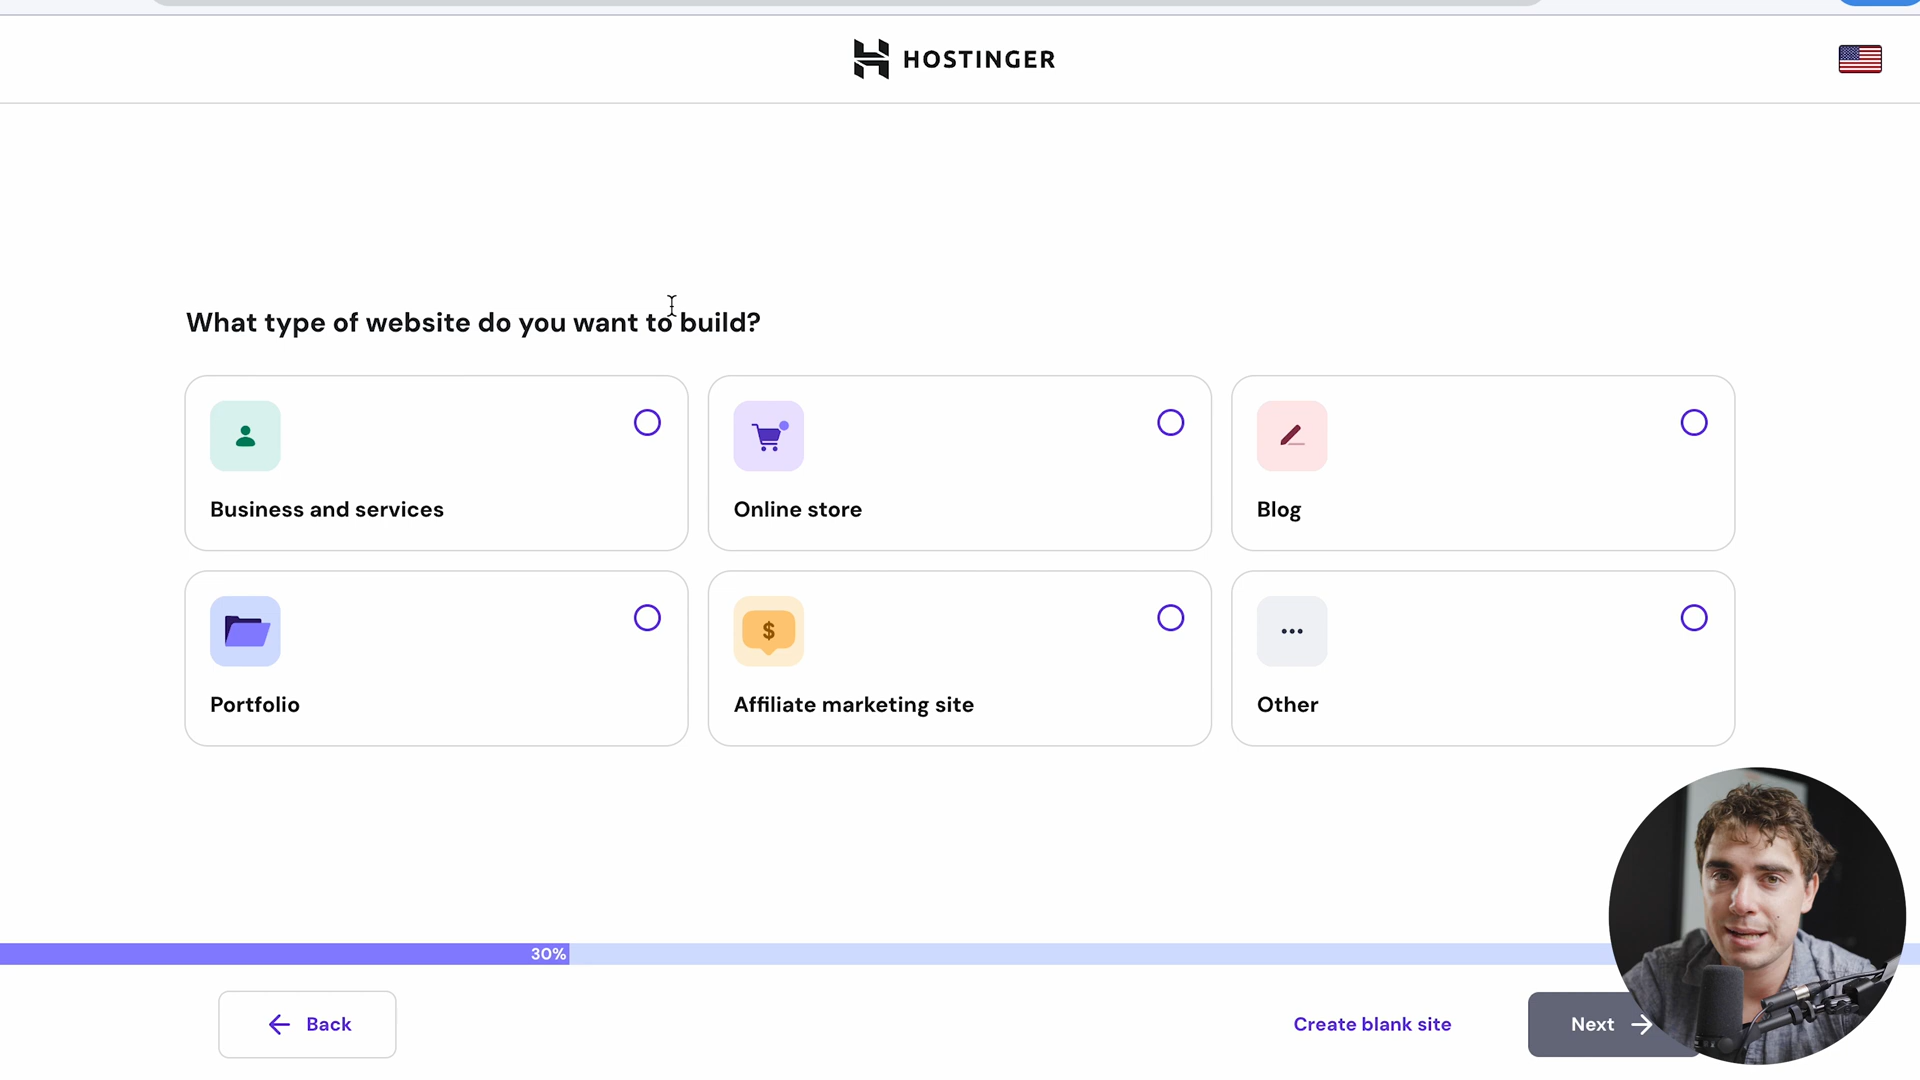 HOSTINGER
What type of website do you want to build?
Business and services
Online store
Blog
Portfolio
$
Affiliate marketing site
Other
30%
Back
Create blank site
Next